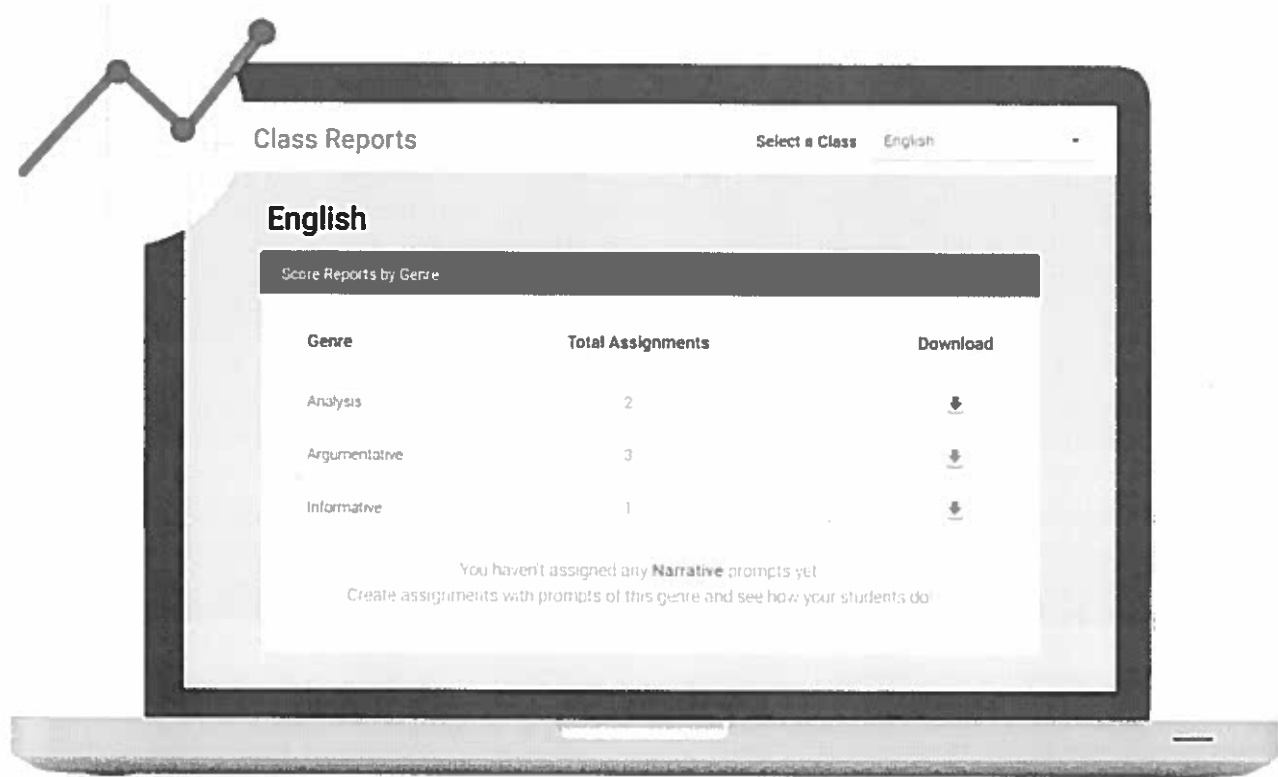 Class Reports
Select a Class English
English
Score Reports by Genre
Genre Total Assignments Download
Analysis 2
Argumentative 3
Informative 1
You haven't assigned any Narrative prompts yet
Create assignments with prompts of this genre and see how your students do!